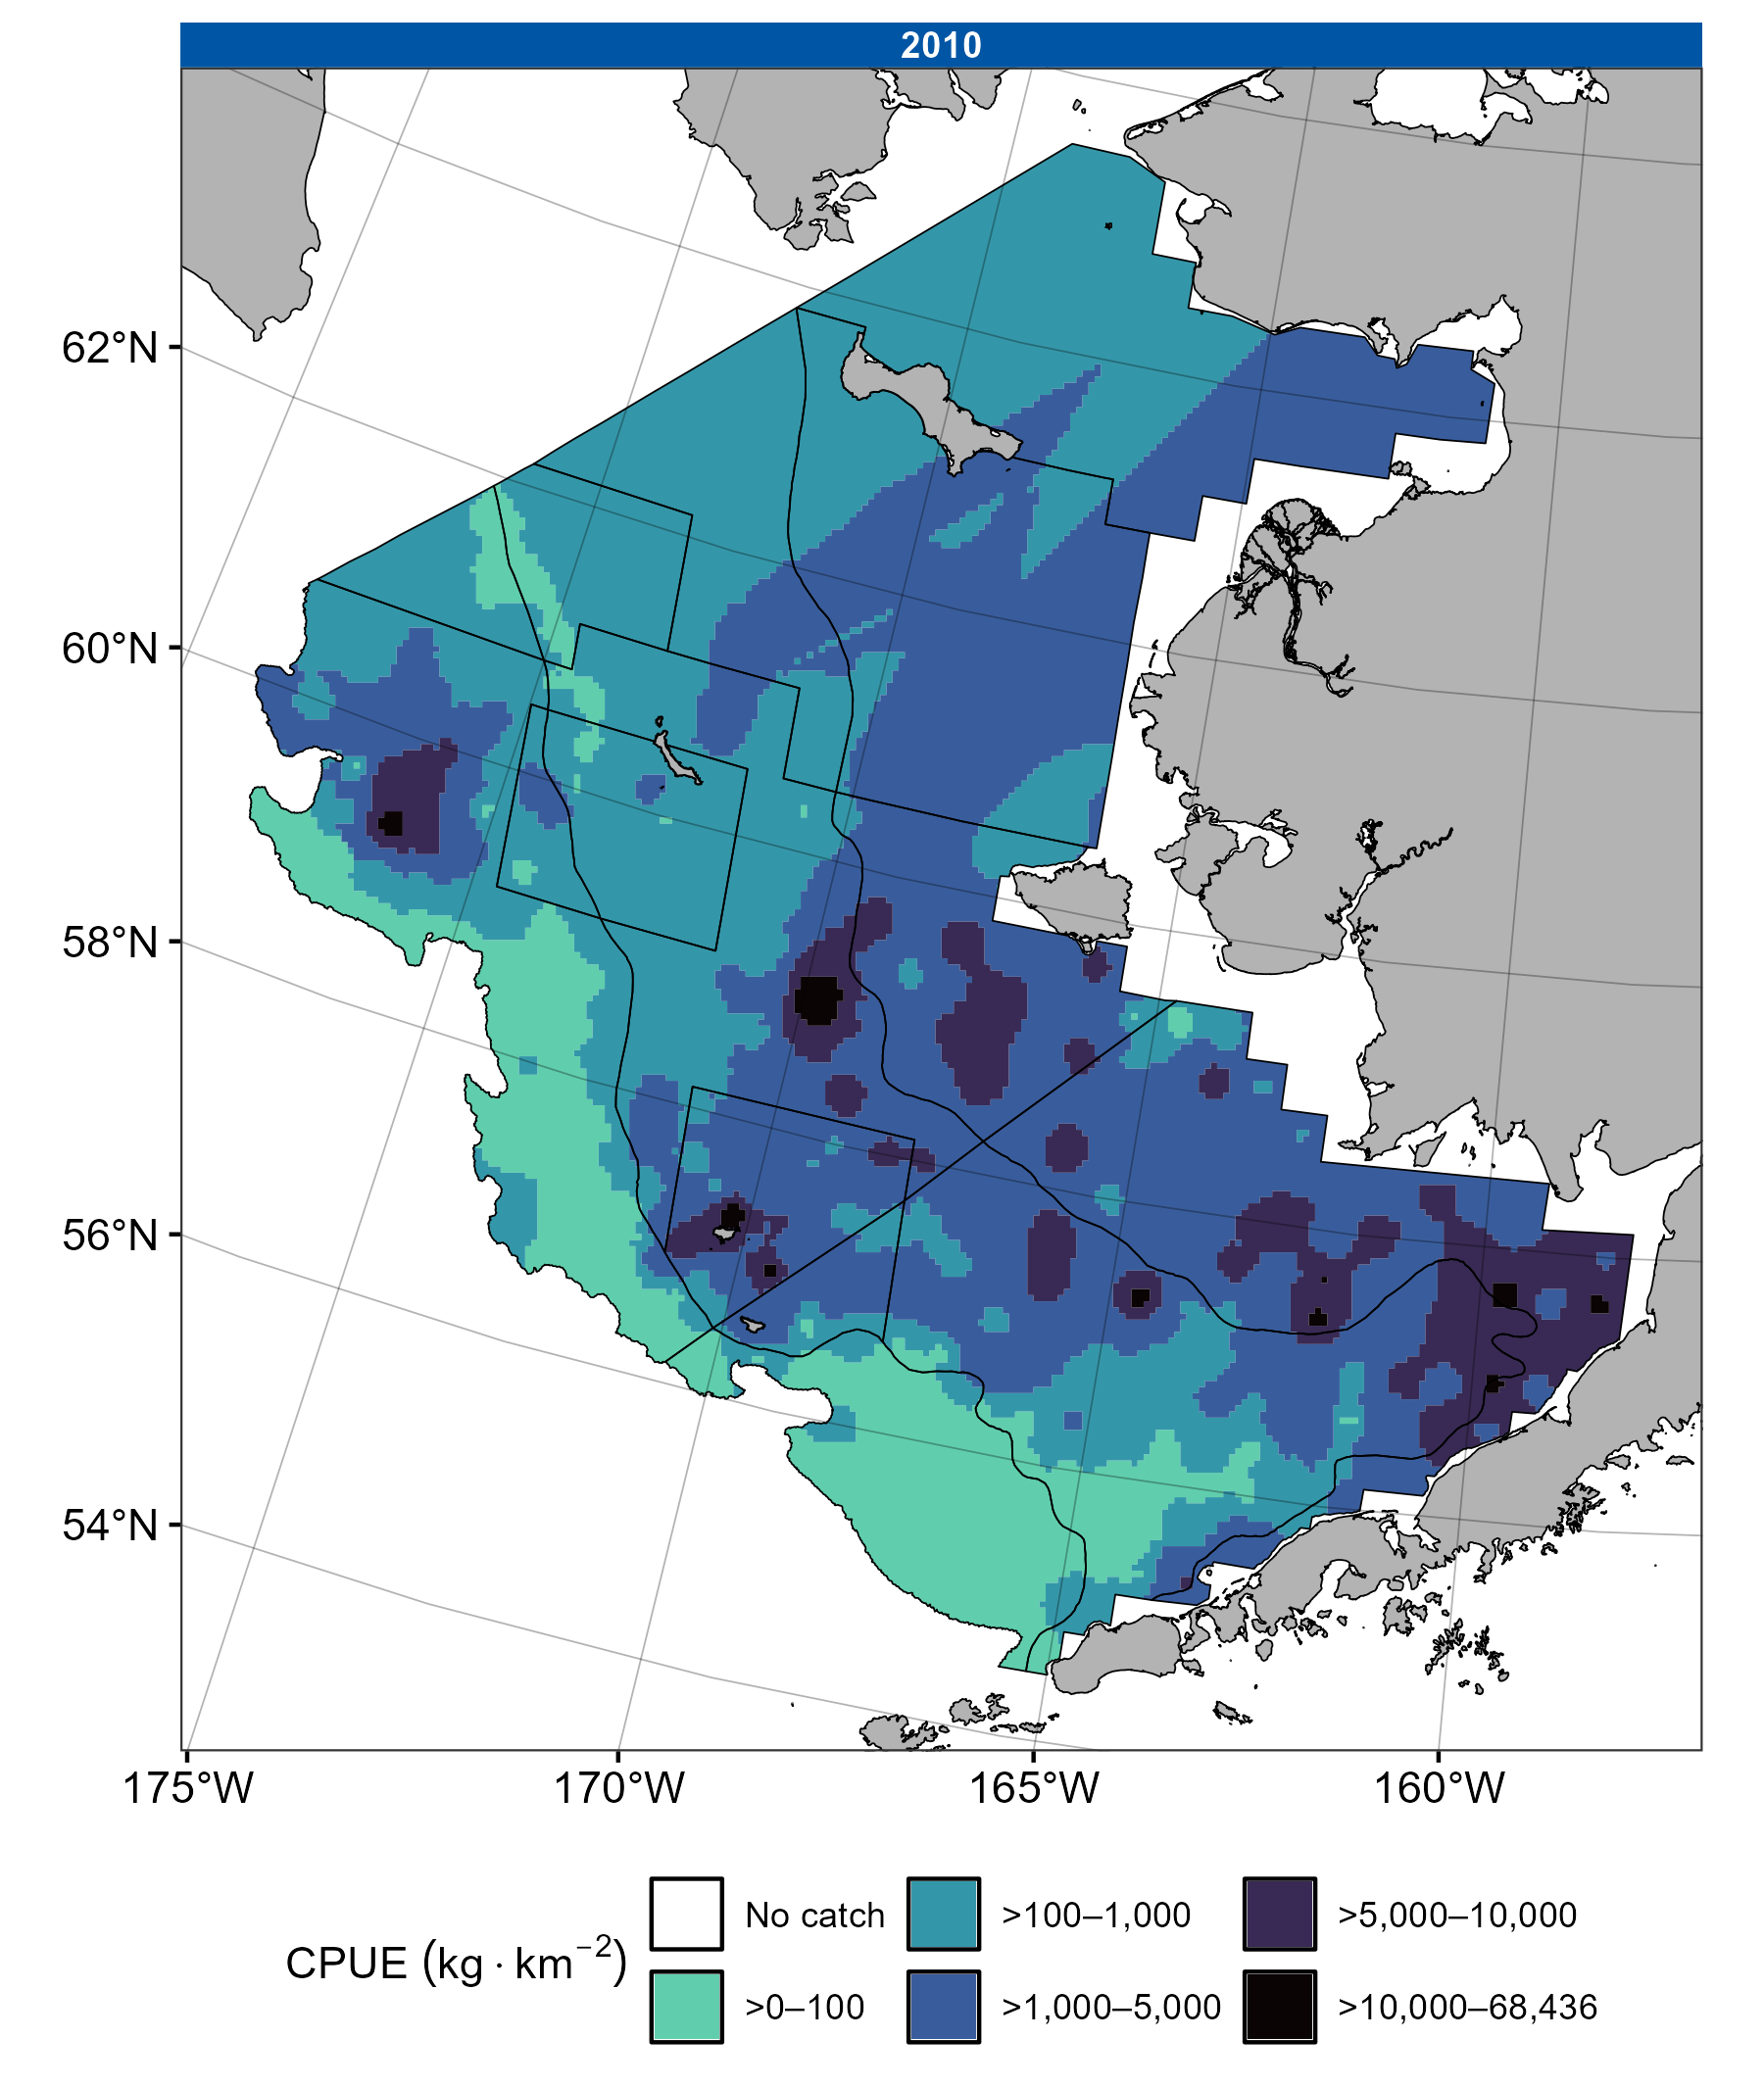 2010
62°N
60°N
58°N
56°N
54°N
175°W 170°W 165°W 160°W
CPUE (kg · km⁻²)
No catch >100–1,000 >5,000–10,000
>0–100 >1,000–5,000 >10,000–68,436